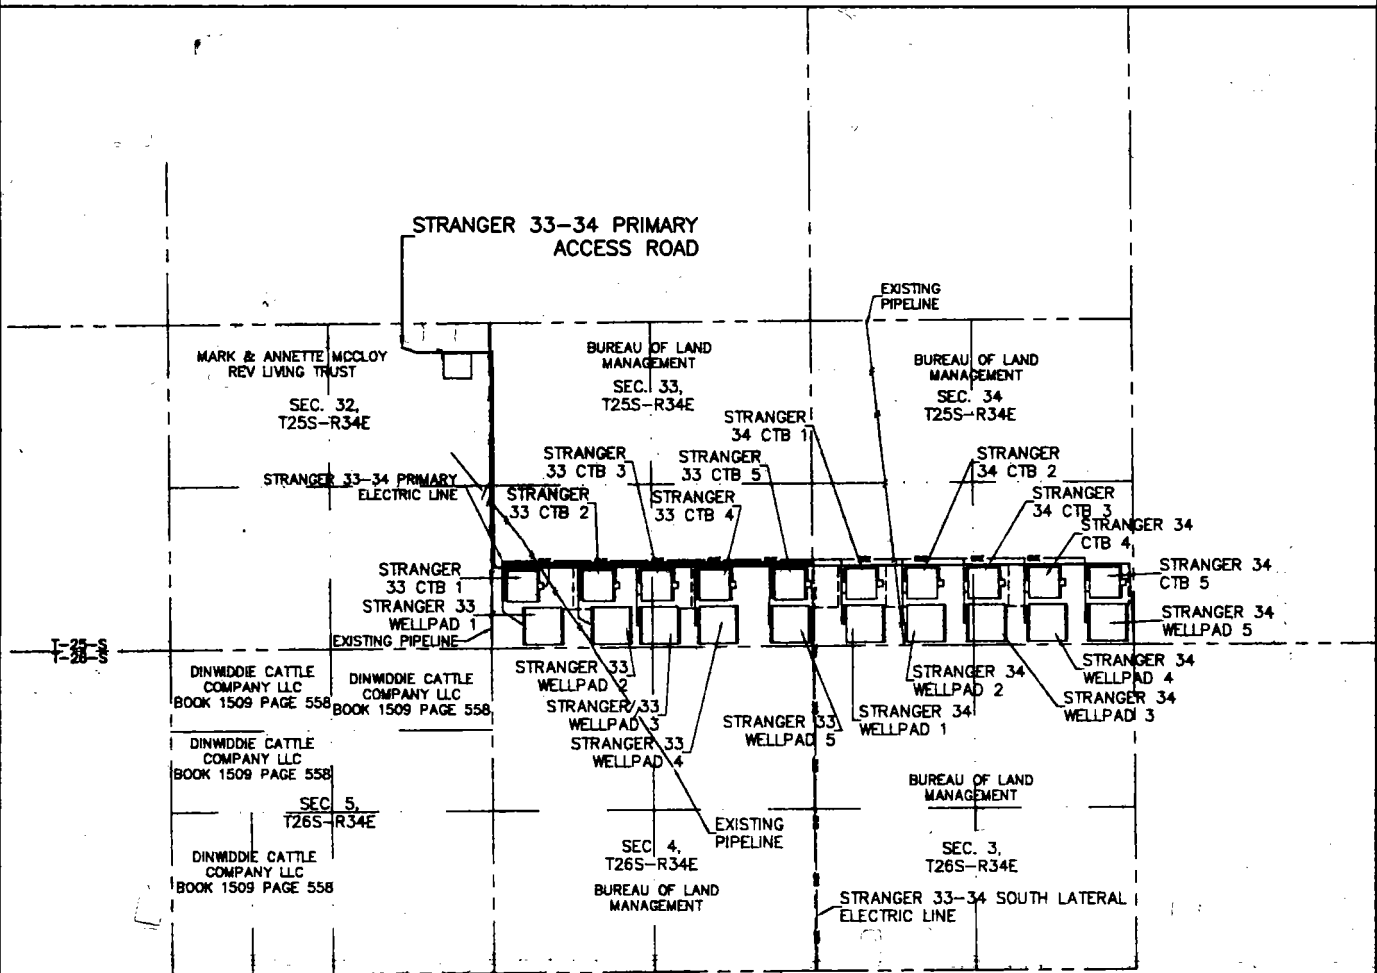 STRANGER 33-34 PRIMARY
ACCESS ROAD
EXISTING
PIPELINE
MARK & ANNETTE MCCLOY
REV LIVING TRUST
SEC. 32,
T25S-R34E
BUREAU OF LAND
MANAGEMENT
SEC. 33,
T25S-R34E
BUREAU OF LAND
MANAGEMENT
SEC. 34
T25S-R34E
STRANGER
34 CTB 1
STRANGER
33 CTB 3
STRANGER
33 CTB 5
STRANGER
34 CTB 2
STRANGER 33-34 PRIMARY
ELECTRIC LINE
STRANGER
33 CTB 2
STRANGER
33 CTB 4
STRANGER
34 CTB 3
STRANGER 34
CTB 4
STRANGER
33 CTB 1
STRANGER 34
CTB 5
STRANGER 33
WELLPAD 1
EXISTING PIPELINE
STRANGER 34
WELLPAD 5
T-25-S
T-26-S
DINWIDDIE CATTLE
COMPANY LLC
BOOK 1509 PAGE 558
DINWIDDIE CATTLE
COMPANY LLC
BOOK 1509 PAGE 558
STRANGER 33
WELLPAD 2
STRANGER 34
WELLPAD 2
STRANGER 34
WELLPAD 4
STRANGER 33
WELLPAD 3
STRANGER 33
WELLPAD 5
STRANGER 34
WELLPAD 1
STRANGER 34
WELLPAD 3
STRANGER 33
WELLPAD 4
DINWIDDIE CATTLE
COMPANY LLC
BOOK 1509 PAGE 558
SEC. 5,
T26S-R34E
BUREAU OF LAND
MANAGEMENT
EXISTING
PIPELINE
SEC. 4,
T26S-R34E
BUREAU OF LAND
MANAGEMENT
SEC. 3,
T26S-R34E
DINWIDDIE CATTLE
COMPANY LLC
BOOK 1509 PAGE 558
STRANGER 33-34 SOUTH LATERAL
ELECTRIC LINE